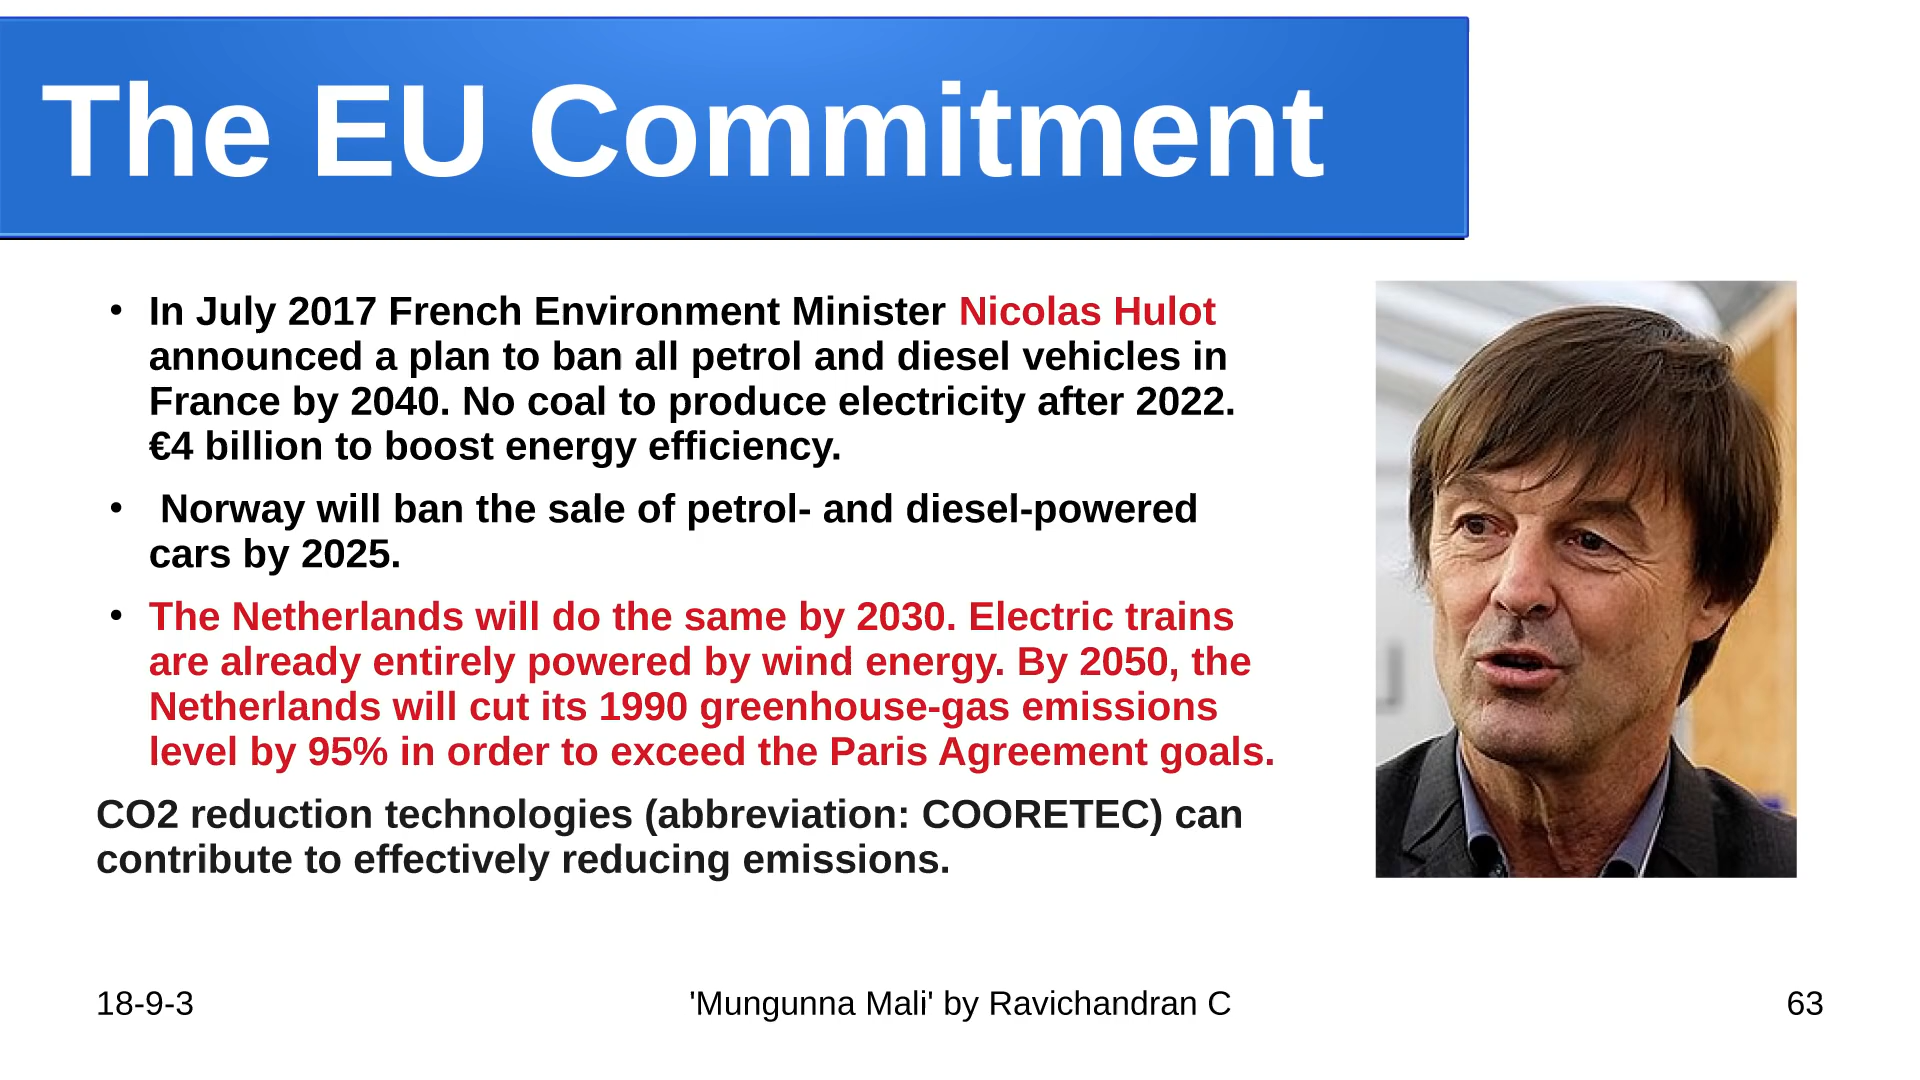 The EU Commitment
• In July 2017 French Environment Minister Nicolas Hulot
announced a plan to ban all petrol and diesel vehicles in
France by 2040. No coal to produce electricity after 2022.
€4 billion to boost energy efficiency.
• Norway will ban the sale of petrol- and diesel-powered
cars by 2025.
• The Netherlands will do the same by 2030. Electric trains
are already entirely powered by wind energy. By 2050, the
Netherlands will cut its 1990 greenhouse-gas emissions
level by 95% in order to exceed the Paris Agreement goals.
CO2 reduction technologies (abbreviation: COORETEC) can
contribute to effectively reducing emissions.
18-9-3
'Mungunna Mali' by Ravichandran C
63